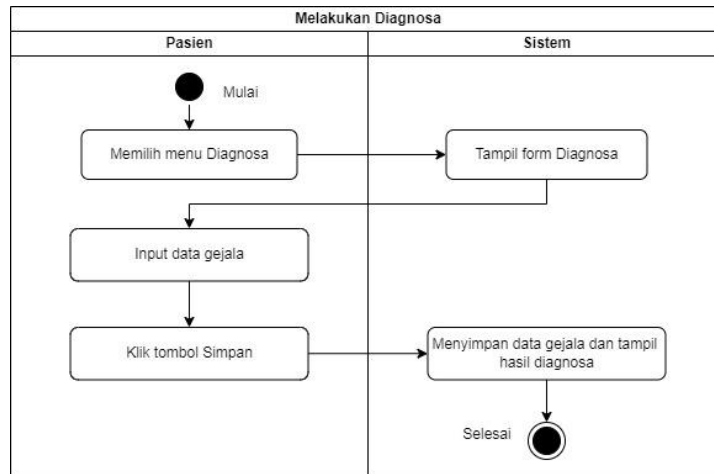 Melakukan Diagnosa
Pasien
Sistem
Mulai
Memilih menu Diagnosa
Tampil form Diagnosa
Input data gejala
Klik tombol Simpan
Menyimpan data gejala dan tampil
hasil diagnosa
Selesai